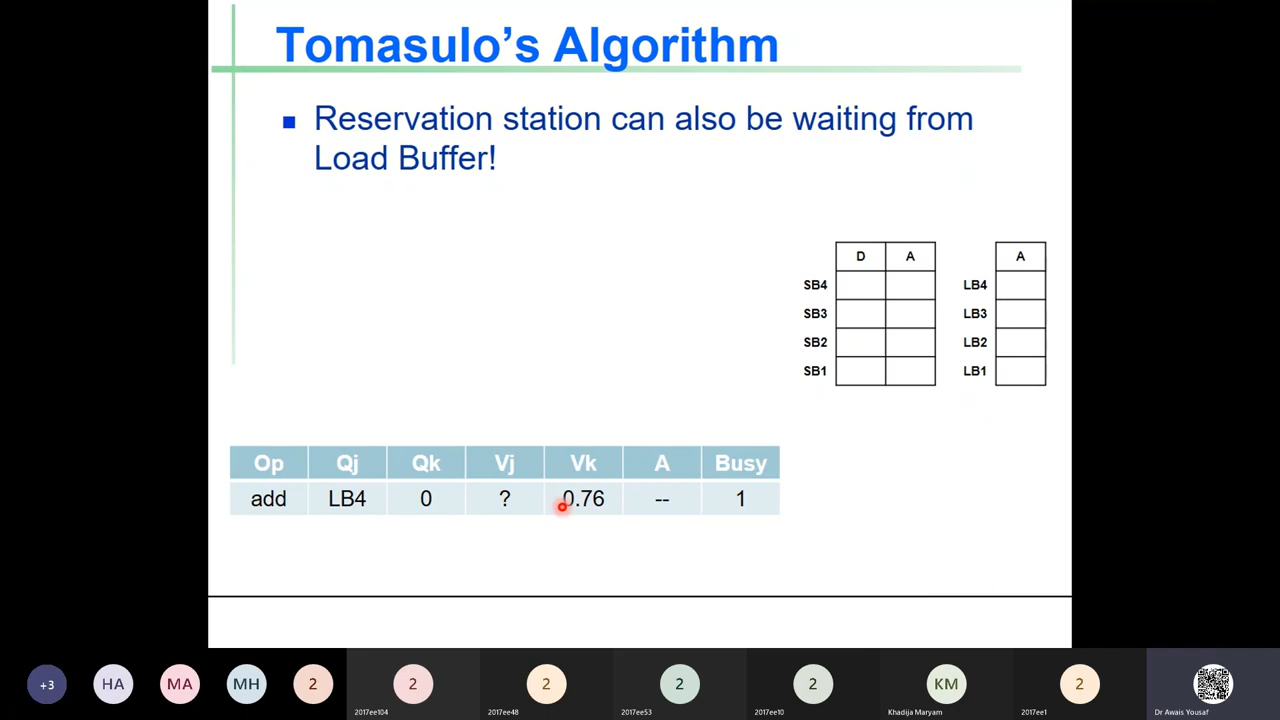 Tomasulo’s Algorithm
Reservation station can also be waiting from
Load Buffer!
D A A
SB4 LB4
SB3 LB3
SB2 LB2
SB1 LB1
Op Qj Qk Vj Vk A Busy
add LB4 0 ? 0.76 -- 1
+3 HA MA MH 2 2 2 2 2 KM 2
2017ee104 2017ee48 2017ee53 2017ee10 Khadija Maryam 2017ee1 Dr Awais Yousaf